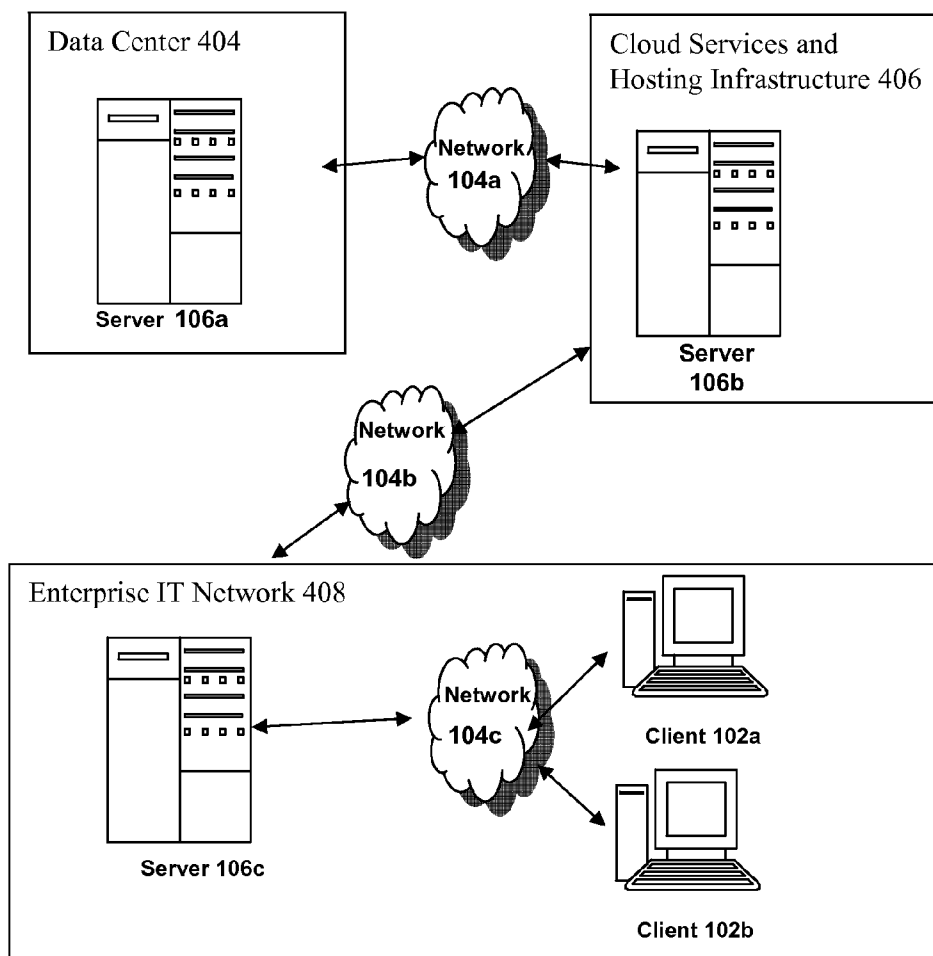 Data Center 404
Server 106a
Network
104a
Cloud Services and
Hosting Infrastructure 406
Server
106b
Network
104b
Enterprise IT Network 408
Server 106c
Network
104c
Client 102a
Client 102b